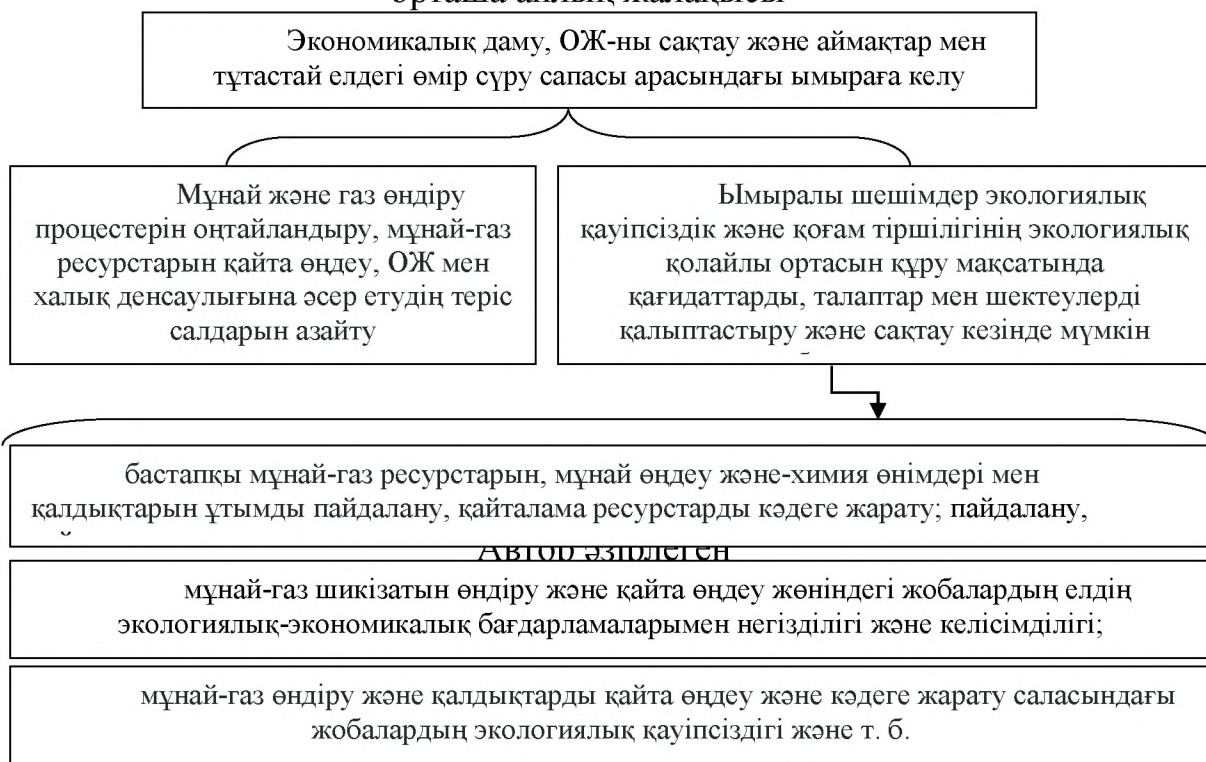 Экономикалық даму, ОЖ-ны сақтау және аймақтар мен
тұтастай елдегі өмір сүру сапасы арасындағы ымыраға келу
Мұнай және газ өндіру
процестерін оңтайландыру, мұнай-газ
ресурстарын қайта өңдеу, ОЖ мен
халық денсаулығына әсер етудің теріс
салдарын азайту
Ымыралы шешімдер экологиялық
қауіпсіздік және қоғам тіршілігінің экологиялық
қолайлы ортасын құру мақсатында
қағидаттарды, талаптар мен шектеулерді
қалыптастыру және сақтау кезінде мүмкін
бастапқы мұнай-газ ресурстарын, мұнай өңдеу және-химия өнімдері мен
қалдықтарын ұтымды пайдалану, қайталама ресурстарды кәдеге жарату; пайдалану,
Автор әзірлеген
мұнай-газ шикізатын өндіру және қайта өңдеу жөніндегі жобалардың елдің
экологиялық-экономикалық бағдарламаларымен негізділігі және келісімділігі;
мұнай-газ өндіру және қалдықтарды қайта өңдеу және кәдеге жарату саласындағы
жобалардың экологиялық қауіпсіздігі және т. б.